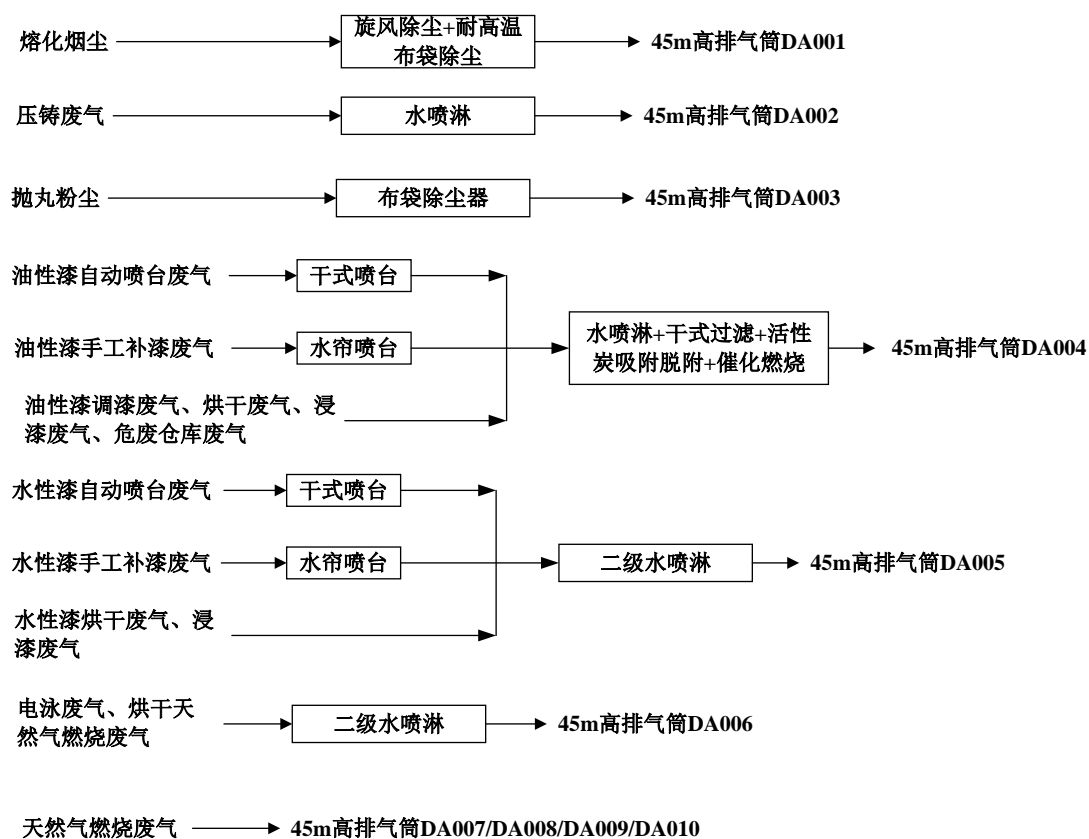 熔化烟尘
旋风除尘+耐高温
布袋除尘
45m高排气筒DA001
压铸废气
水喷淋
45m高排气筒DA002
抛丸粉尘
布袋除尘器
45m高排气筒DA003
油性漆自动喷台废气
干式喷台
油性漆手工补漆废气
水帘喷台
水喷淋+干式过滤+活性
炭吸附脱附+催化燃烧
45m高排气筒DA004
油性漆调漆废气、烘干废气、浸
漆废气、危废仓库废气
水性漆自动喷台废气
干式喷台
水性漆手工补漆废气
水帘喷台
二级水喷淋
45m高排气筒DA005
水性漆烘干废气、浸
漆废气
电泳废气、烘干天
然气燃烧废气
二级水喷淋
45m高排气筒DA006
天然气燃烧废气
45m高排气筒DA007/DA008/DA009/DA010